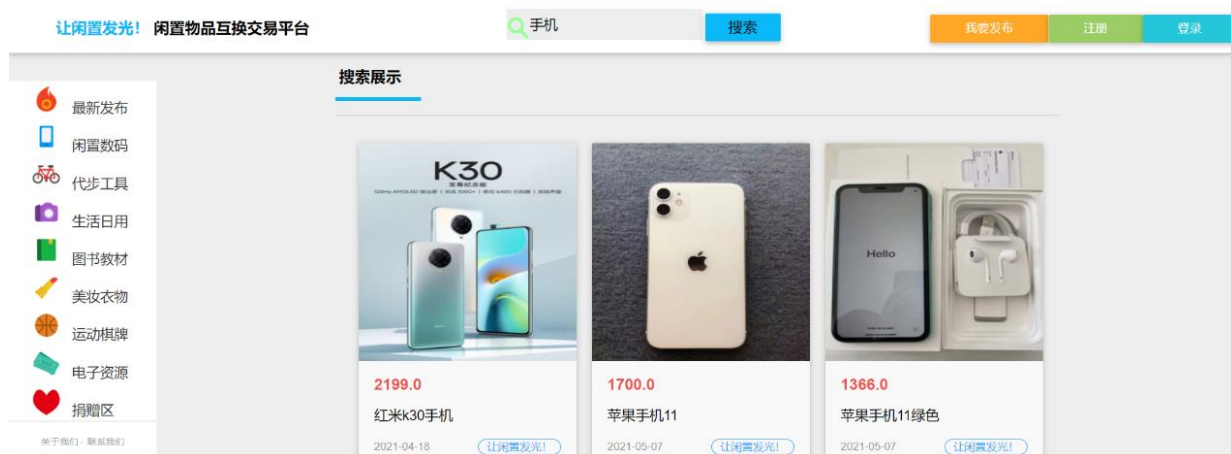 让闲置发光! 闲置物品互换交易平台
手机
搜索
我要发布
注册
登录
最新发布
闲置数码
代步工具
生活日用
图书教材
美妆衣物
运动棋牌
电子资源
捐赠区
关于我们 · 联系我们
搜索展示
K30
至尊纪念版
2199.0
红米k30手机
2021-04-18 让闲置发光!
1700.0
苹果手机11
2021-05-07 让闲置发光!
Hello
1366.0
苹果手机11绿色
2021-05-07 让闲置发光!